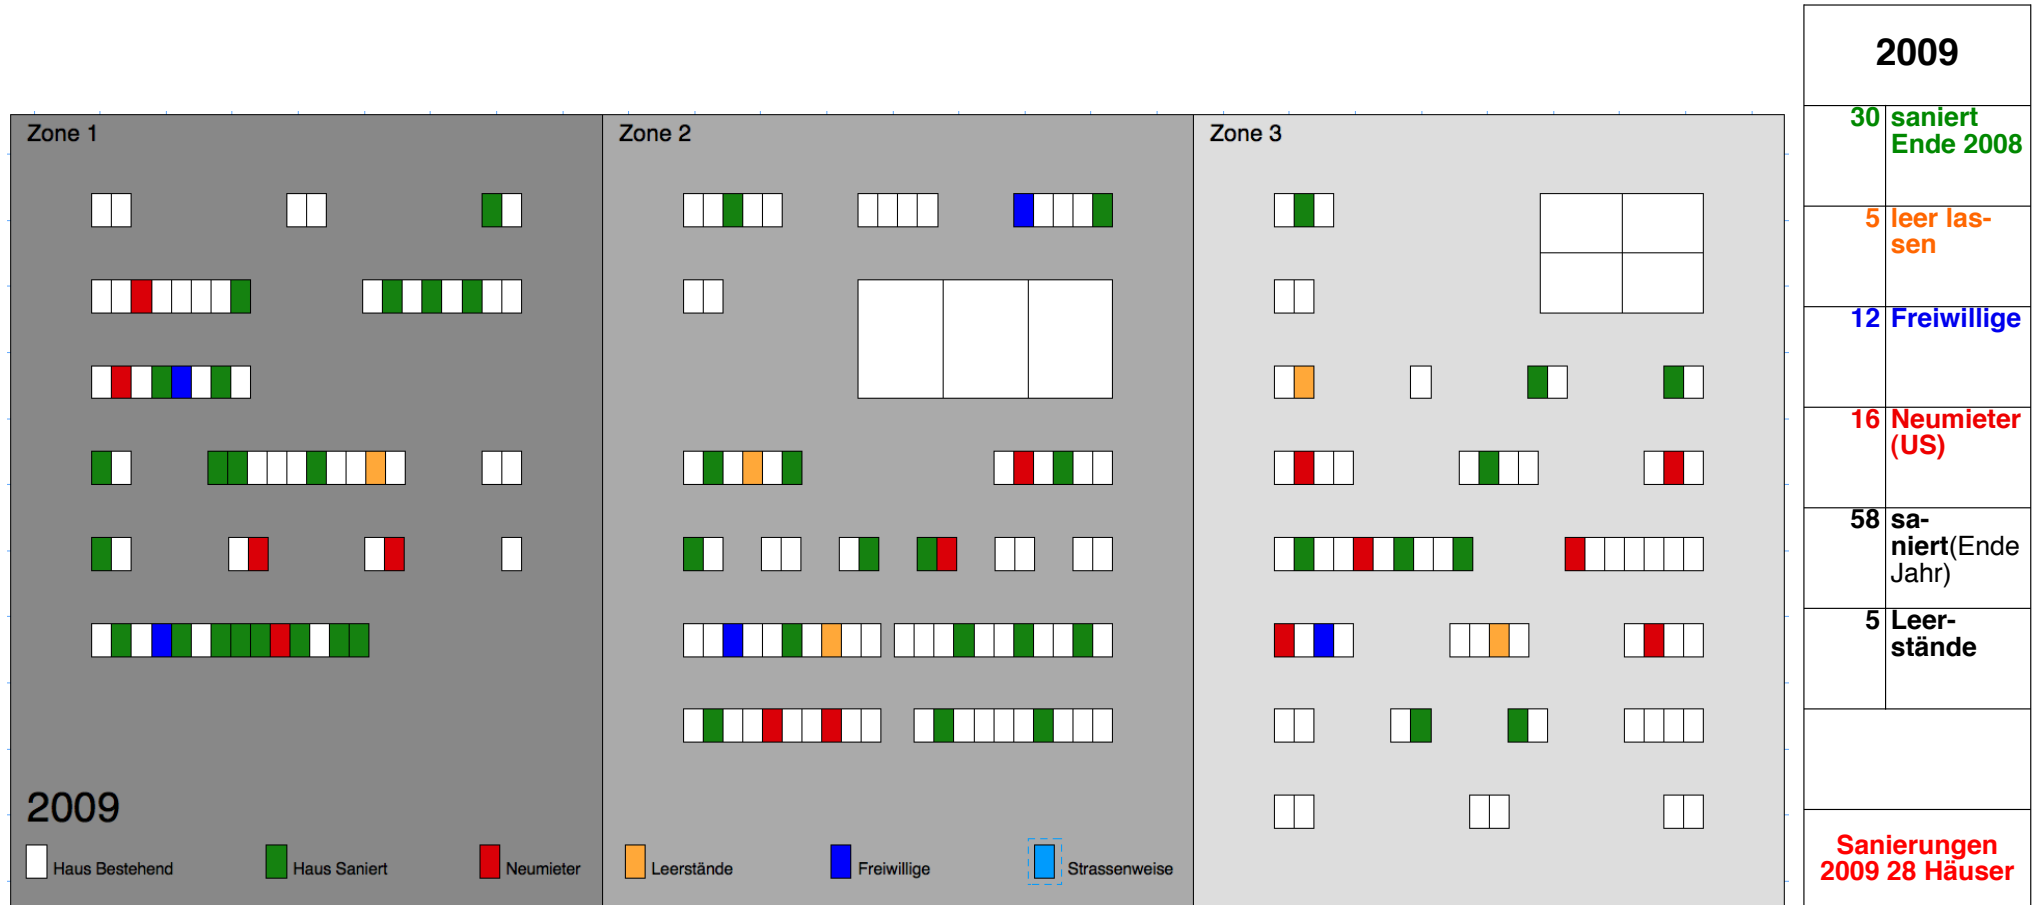 Zone 1
Zone 2
Zone 3
2009
Haus Bestehend
Haus Saniert
Neumieter
Leerstände
Freiwillige
Strassenweise
2009
30 saniert
Ende 2008
5 leer las-
sen
12 Freiwillige
16 Neumieter
(US)
58 sa-
niert(Ende
Jahr)
5 Leer-
stände
Sanierungen
2009 28 Häuser